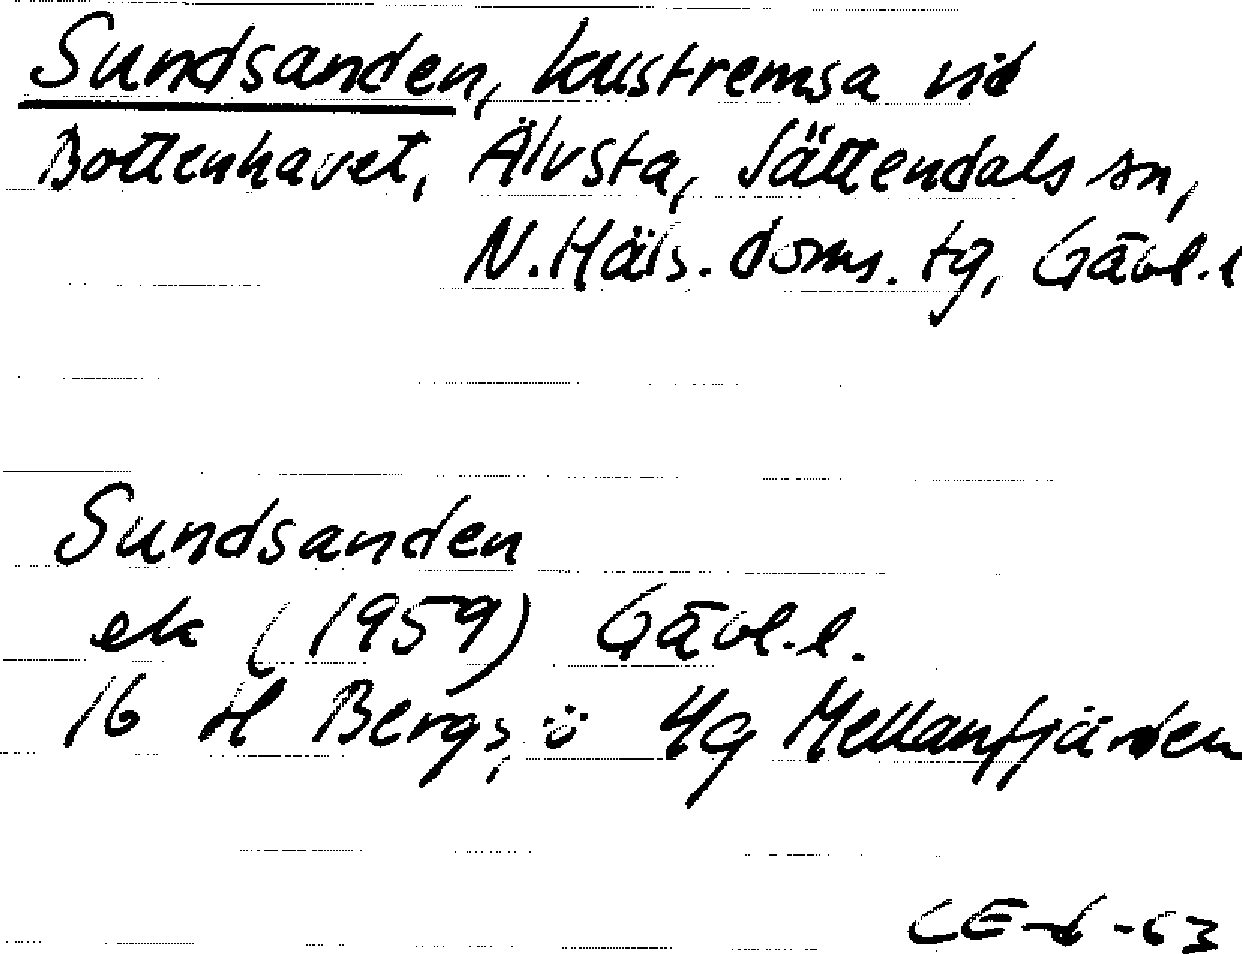 Sundsanden, kustremsa vid
Bottenhavet, Älvsta, Jättendals sn,
N. Häls. doms. tg, Gävl. l
Sundsanden
ek (1959) Gävl. l.
16 H Bergs, ö 4g Mellanfjärden
CE-6-63